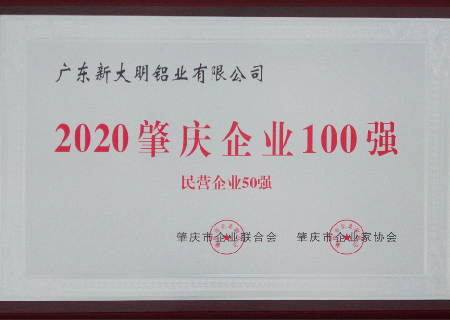 广东新大明铝业有限公司
2020肇庆企业100强
民营企业50强
肇庆市企业联合会 肇庆市企业家协会